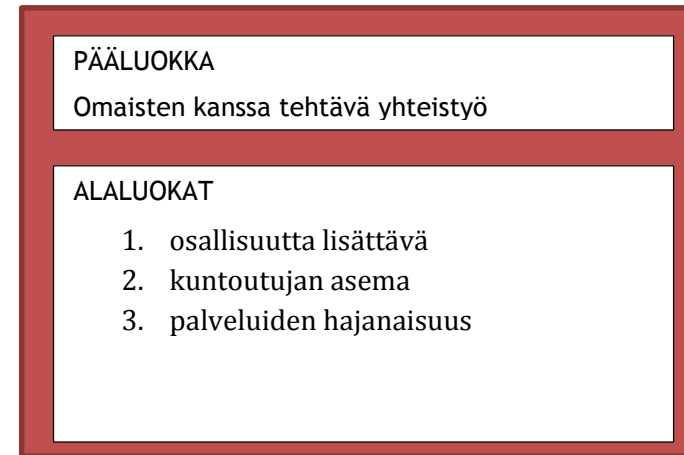 PÄÄLUOKKA
Omaisten kanssa tehtävä yhteistyö
ALALUOKAT
1. osallisuutta lisättävä
2. kuntoutujan asema
3. palveluiden hajanaisuus